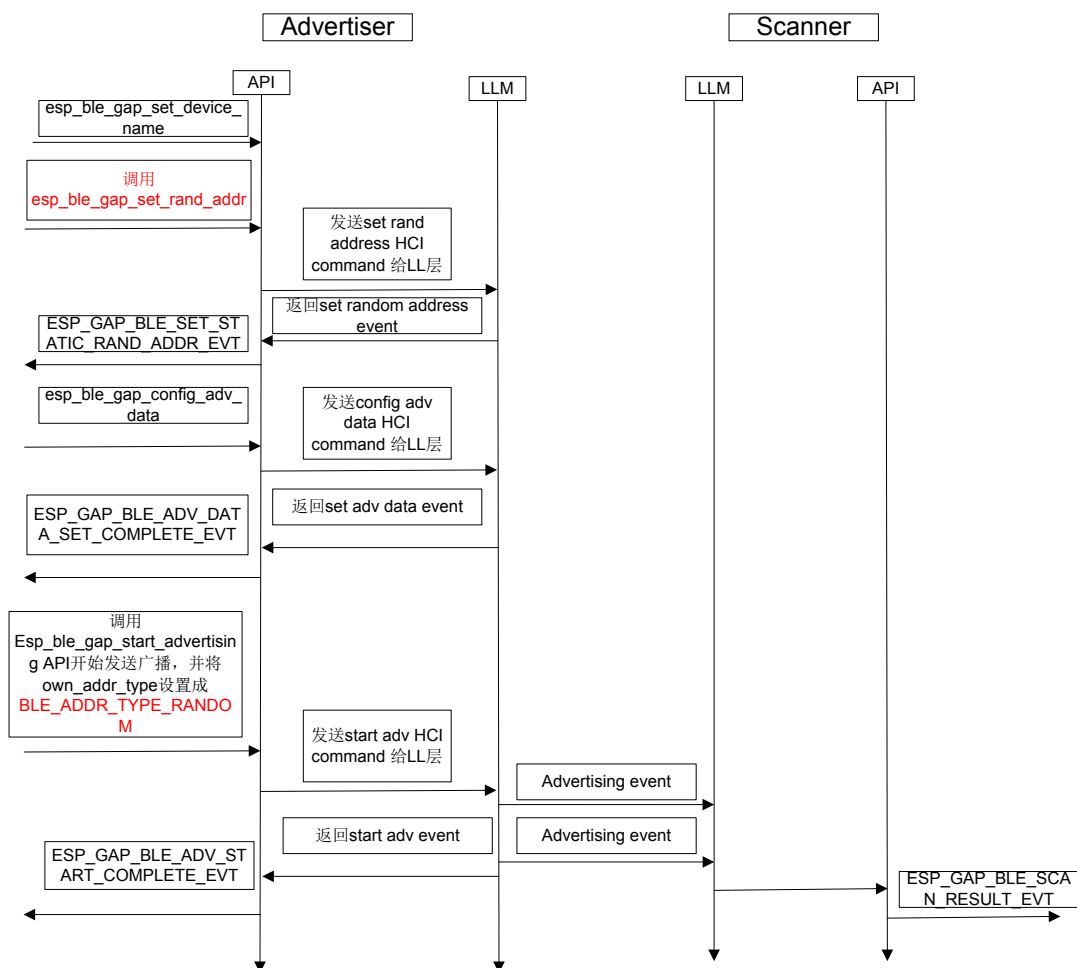 Advertiser
Scanner
API
LLM
LLM
API
esp_ble_gap_set_device_
name
调用
esp_ble_gap_set_rand_addr
发送set rand
address HCI
command 给LL层
返回set random address
event
ESP_GAP_BLE_SET_ST
ATIC_RAND_ADDR_EVT
esp_ble_gap_config_adv_
data
发送config adv
data HCI
command 给LL层
返回set adv data event
ESP_GAP_BLE_ADV_DAT
A_SET_COMPLETE_EVT
调用
Esp_ble_gap_start_advertisin
g API开始发送广播，并将
own_addr_type设置成
BLE_ADDR_TYPE_RANDO
M
发送start adv HCI
command 给LL层
Advertising event
返回start adv event
Advertising event
ESP_GAP_BLE_ADV_ST
ART_COMPLETE_EVT
ESP_GAP_BLE_SCA
N_RESULT_EVT